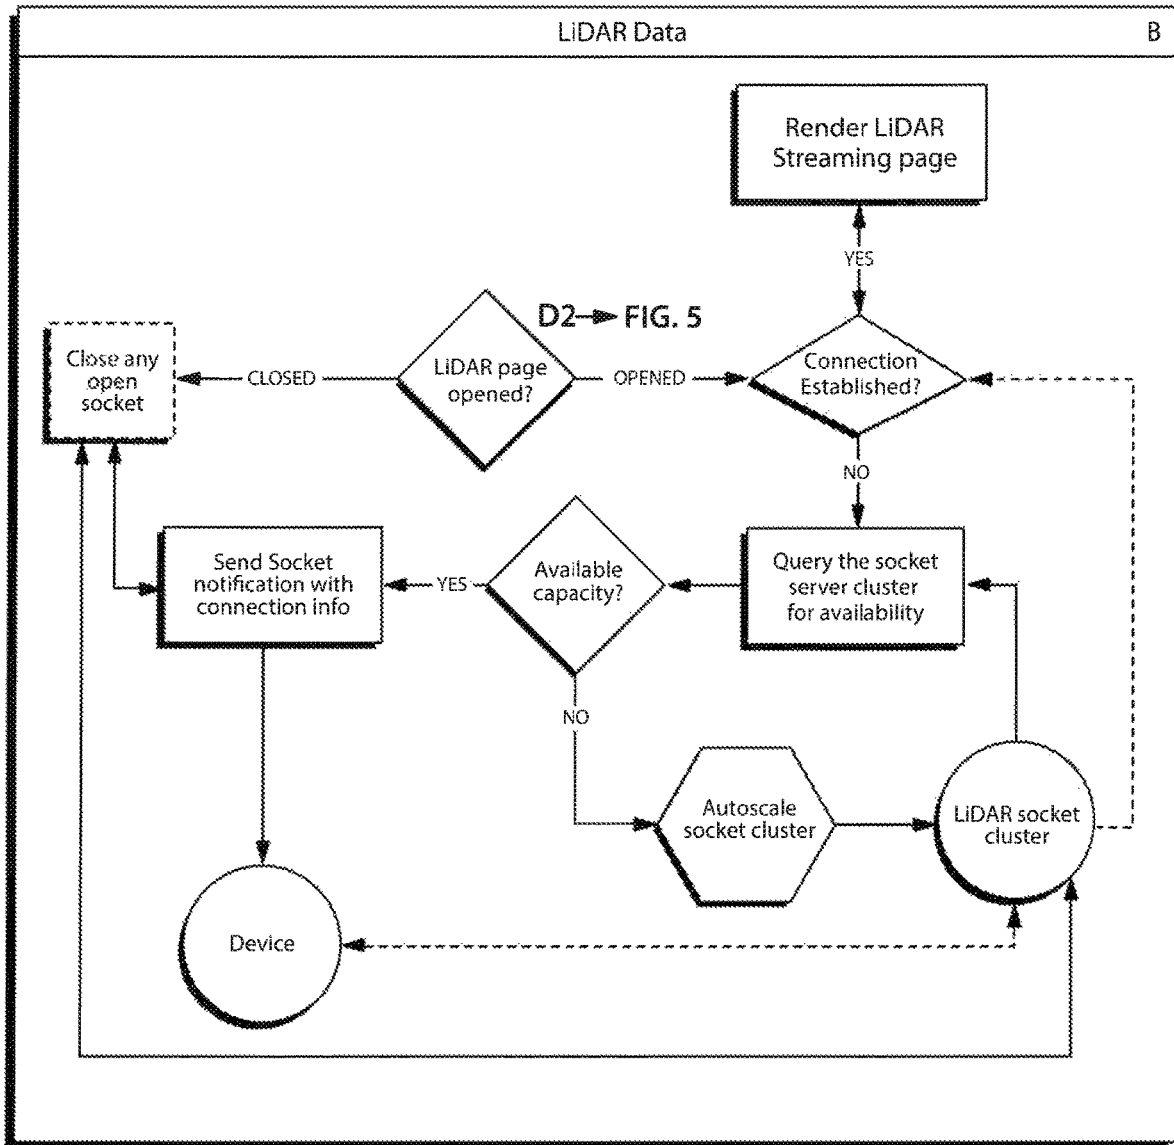 LiDAR Data
B
Render LiDAR
Streaming page
YES
D2 → FIG. 5
Close any
open
socket
CLOSED
LiDAR page
opened?
OPENED
Connection
Established?
NO
Send Socket
notification with
connection info
YES
Available
capacity?
Query the socket
server cluster
for availability
NO
Autoscale
socket cluster
LiDAR socket
cluster
Device